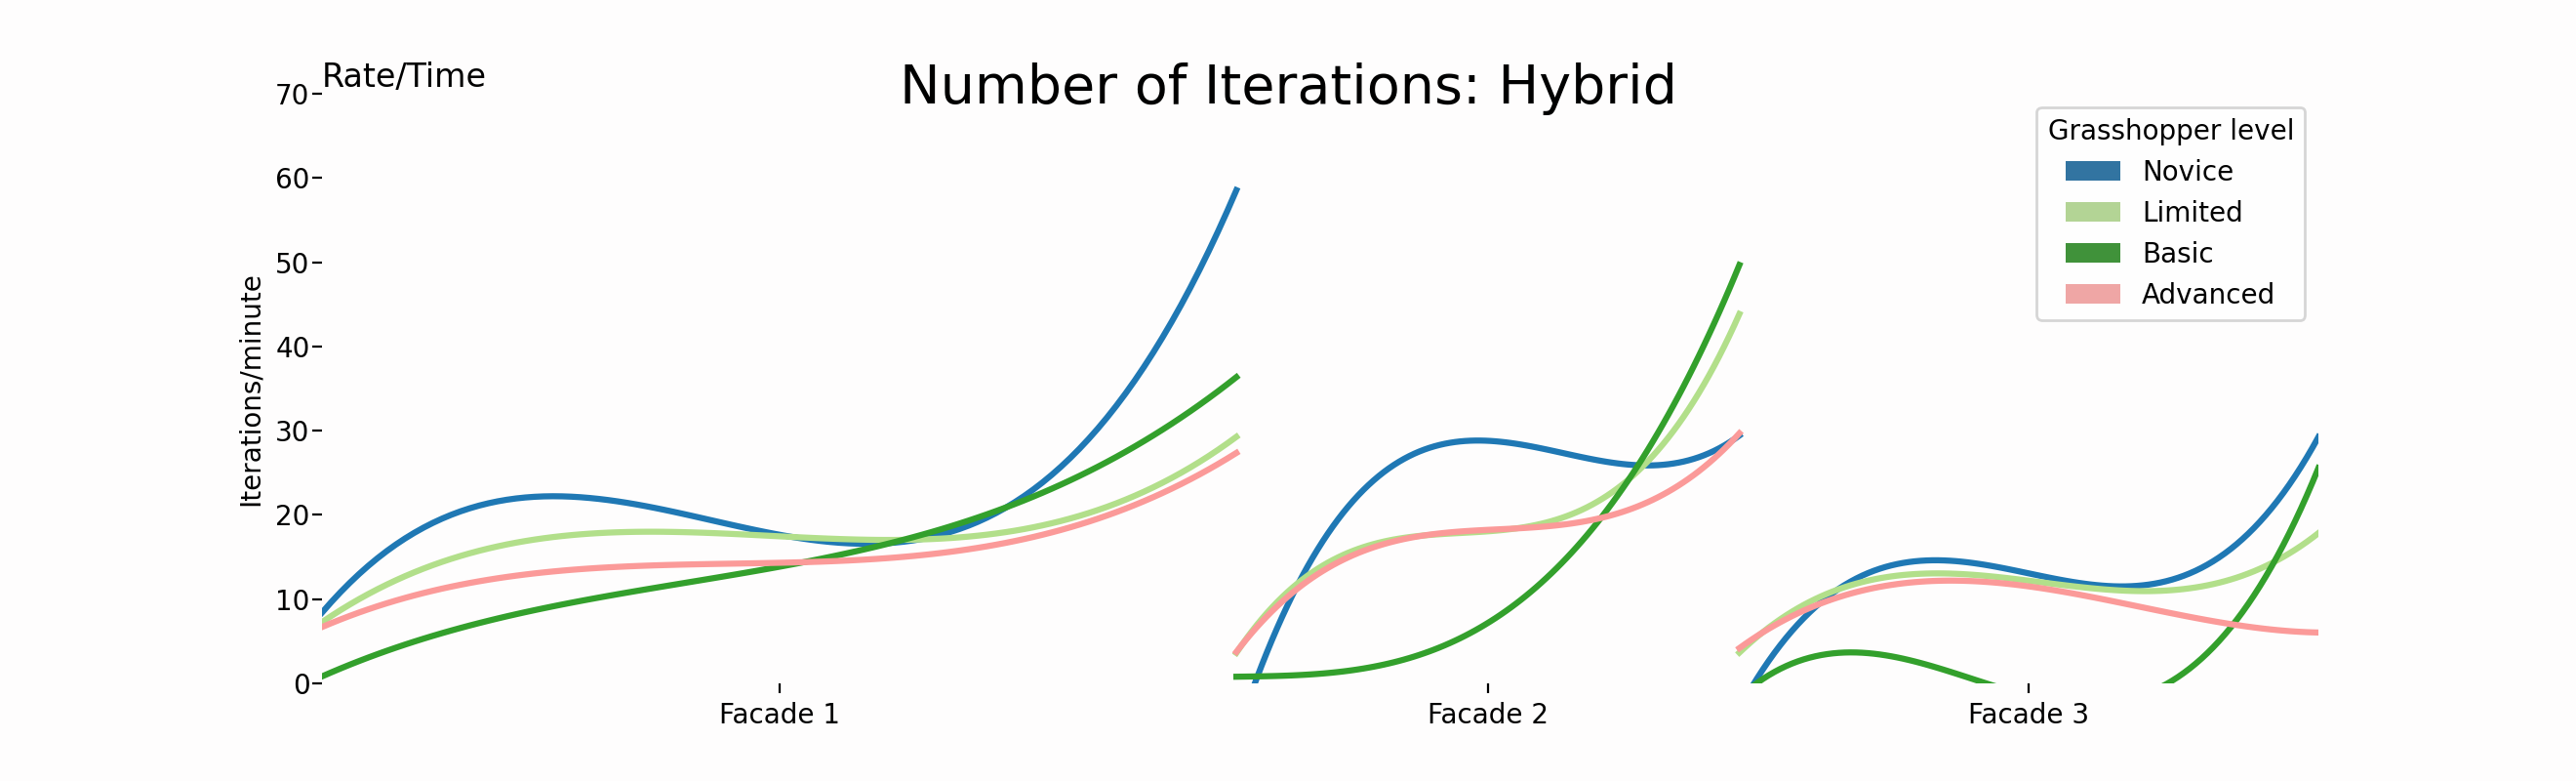 Number of Iterations: Hybrid
Rate/Time
70
60
50
40
30
20
10
0
Iterations/minute
Grasshopper level
Novice
Limited
Basic
Advanced
Facade 1
Facade 2
Facade 3